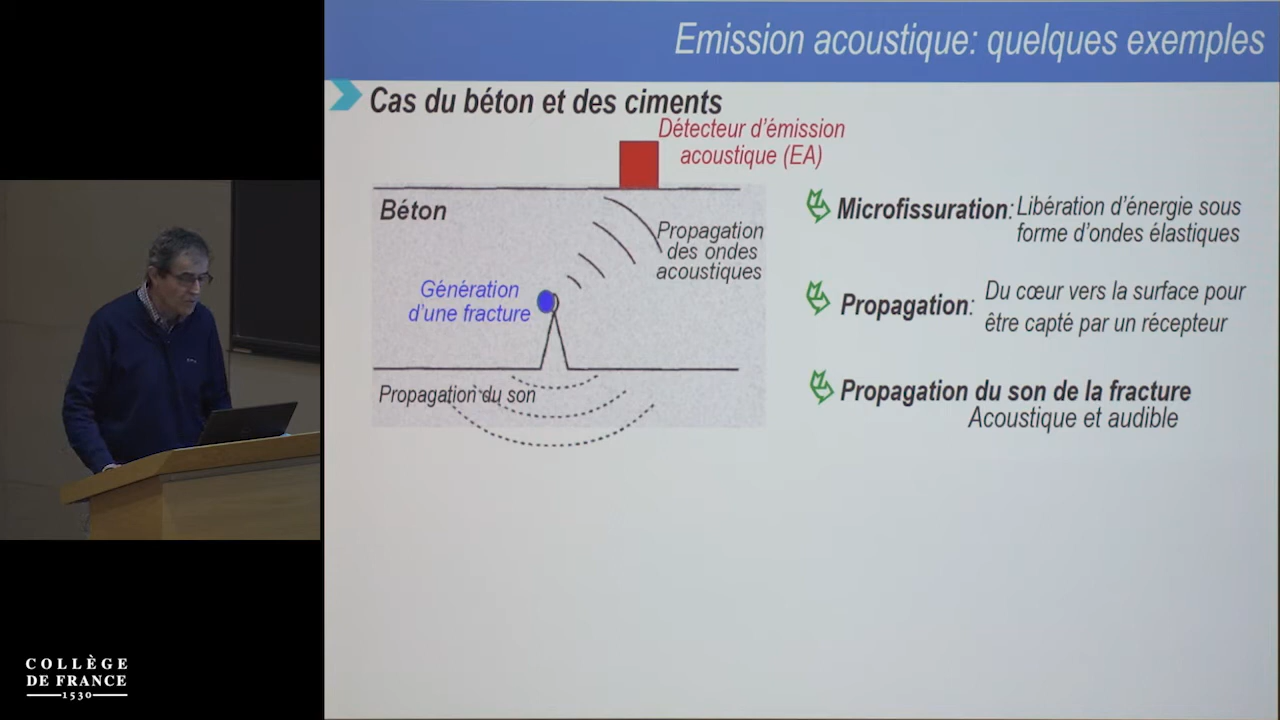 Emission acoustique: quelques exemples
Cas du béton et des ciments
Détecteur d'émission
acoustique (EA)
Béton
Propagation
des ondes
acoustiques
Génération
d'une fracture
Propagation du son
Microfissuration: Libération d'énergie sous
forme d'ondes élastiques
Propagation: Du cœur vers la surface pour
être capté par un récepteur
Propagation du son de la fracture
Acoustique et audible
COLLÈGE
DE FRANCE
1530